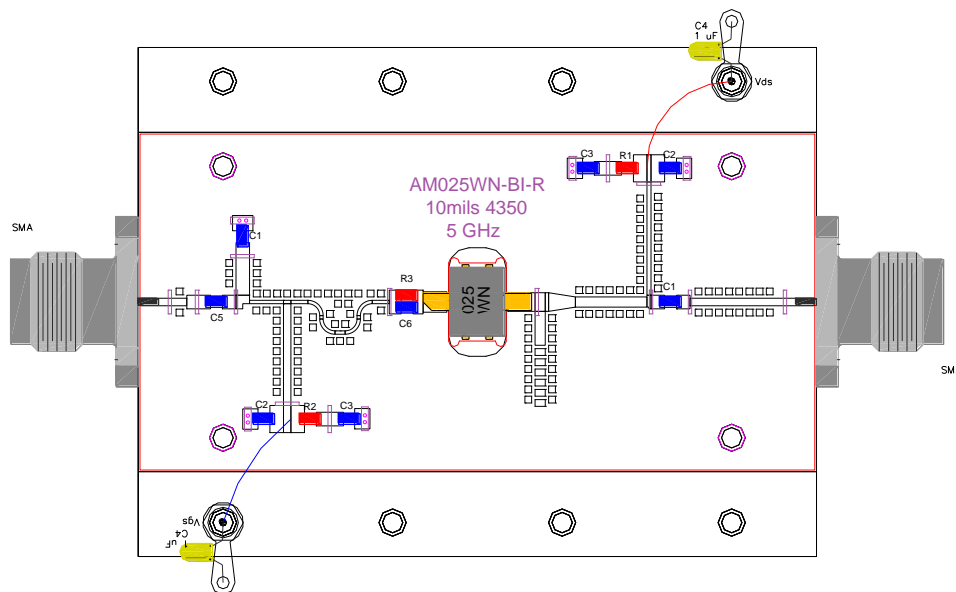 C4
1 uF
Vds
C3
R1
C2
AM025WN-BI-R
10mils 4350
5 GHz
SMA
C1
R3
025
WN
C1
C5
C6
SM
C2
R2
C3
Vgs
C4
1 uF